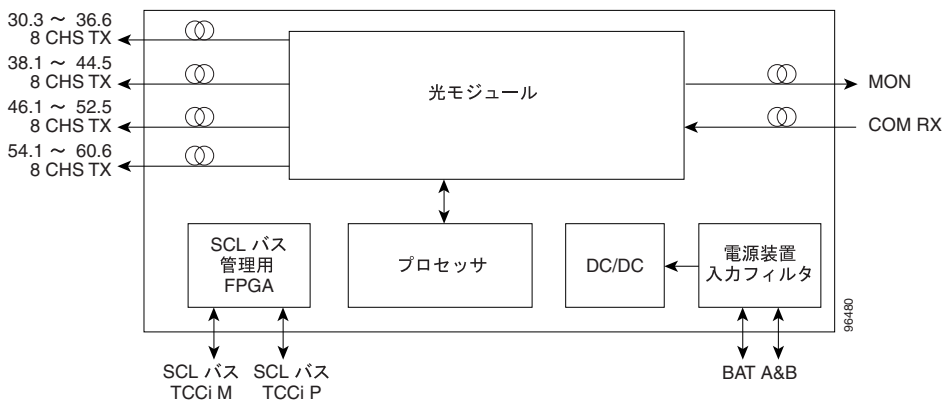 30.3 ～ 36.6
8 CHS TX
38.1 ～ 44.5
8 CHS TX
46.1 ～ 52.5
8 CHS TX
54.1 ～ 60.6
8 CHS TX
光モジュール
MON
COM RX
SCL バス
管理用
FPGA
プロセッサ
DC/DC
電源装置
入力フィルタ
96480
SCL バス
TCCi M
SCL バス
TCCi P
BAT A&B